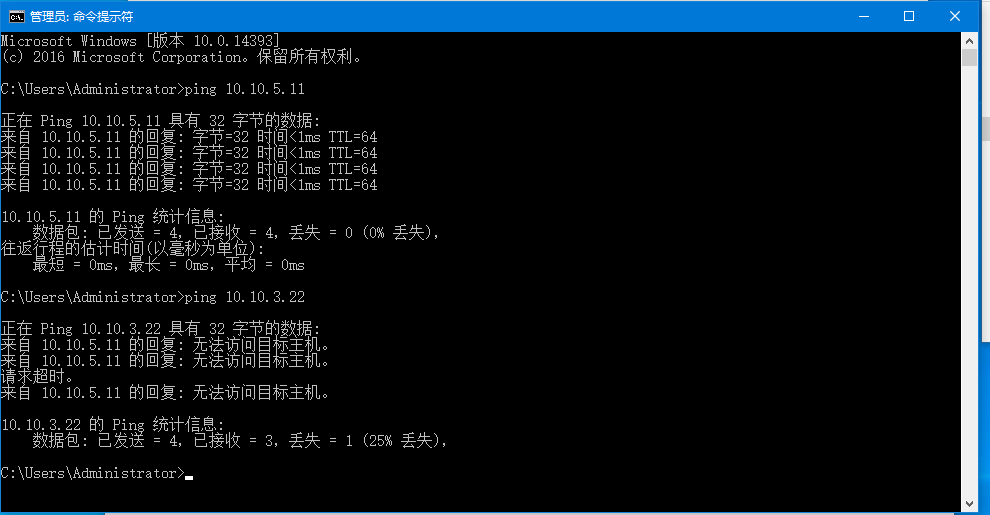 管理员: 命令提示符
Microsoft Windows [版本 10.0.14393]
(c) 2016 Microsoft Corporation。保留所有权利。
C:\Users\Administrator>ping 10.10.5.11
正在 Ping 10.10.5.11 具有 32 字节的数据:
来自 10.10.5.11 的回复: 字节=32 时间<1ms TTL=64
来自 10.10.5.11 的回复: 字节=32 时间<1ms TTL=64
来自 10.10.5.11 的回复: 字节=32 时间<1ms TTL=64
来自 10.10.5.11 的回复: 字节=32 时间<1ms TTL=64
10.10.5.11 的 Ping 统计信息:
数据包: 已发送 = 4，已接收 = 4，丢失 = 0 (0% 丢失)，
往返行程的估计时间(以毫秒为单位):
最短 = 0ms，最长 = 0ms，平均 = 0ms
C:\Users\Administrator>ping 10.10.3.22
正在 Ping 10.10.3.22 具有 32 字节的数据:
来自 10.10.5.11 的回复: 无法访问目标主机。
来自 10.10.5.11 的回复: 无法访问目标主机。
请求超时。
来自 10.10.5.11 的回复: 无法访问目标主机。
10.10.3.22 的 Ping 统计信息:
数据包: 已发送 = 4，已接收 = 3，丢失 = 1 (25% 丢失)，
C:\Users\Administrator>